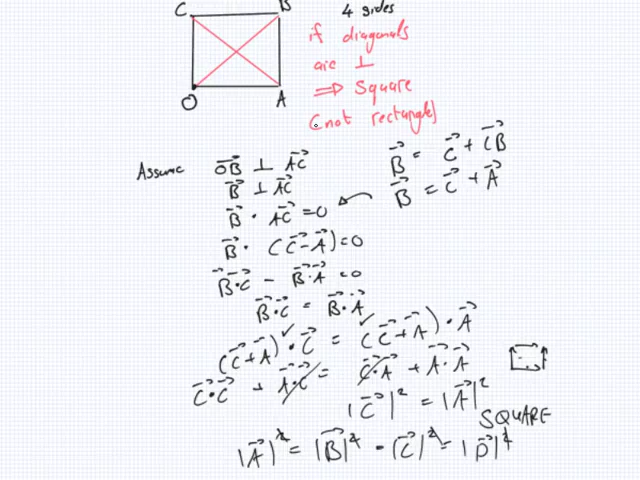 C B 4 sides
if diagonals
are ⊥
⟹ Square
(not rectangle)
O A
Assume OB⃗ ⊥ AC⃗
B⃗ ⊥ AC⃗
B⃗ · AC⃗ = 0
B⃗ = C⃗ + CB⃗
B⃗ = C⃗ + A⃗
B⃗ · (C⃗ - A⃗) = 0
B⃗·C⃗ - B⃗·A⃗ = 0
B⃗·C⃗ = B⃗·A⃗
(C⃗+A⃗)·C⃗ = (C⃗+A⃗)·A⃗
C⃗·C⃗ + A⃗·C⃗ = C⃗·A⃗ + A⃗·A⃗
|C⃗|² = |A⃗|²
SQUARE
|A⃗|² = |B⃗|² = |C⃗|² = |D⃗|²